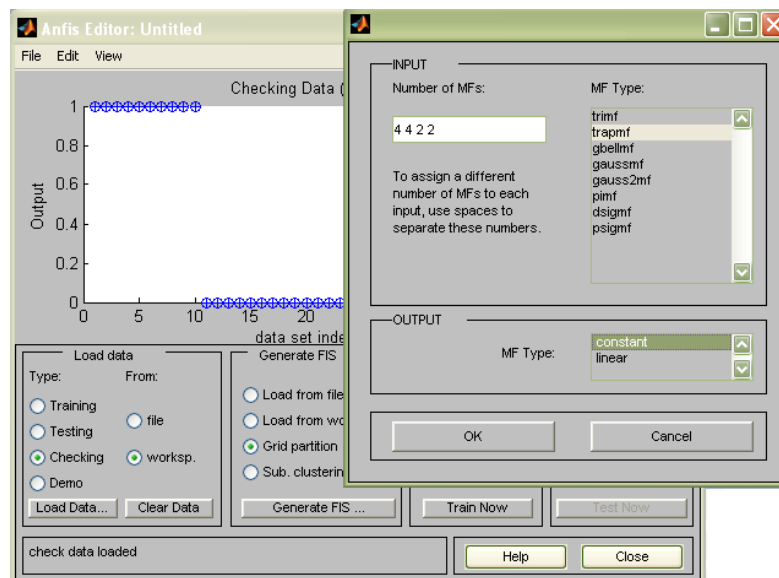 Anfis Editor: Untitled
File Edit View
Checking Data (
1
0.8
0.6
0.4
0.2
0
Output
0 5 10 15 20
data set inde
Load data
Type: From:
Training
Testing
Checking
Demo
file
worksp.
Load Data... Clear Data
Generate FIS
Load from file
Load from wo
Grid partition
Sub. clusterin
Generate FIS ...
Train Now
Test Now
check data loaded
Help Close
INPUT
Number of MFs:
4 4 2 2
To assign a different
number of MFs to each
input, use spaces to
separate these numbers.
MF Type:
trimf
trapmf
gbellmf
gaussmf
gauss2mf
pimf
dsigmf
psigmf
OUTPUT
MF Type:
constant
linear
OK Cancel